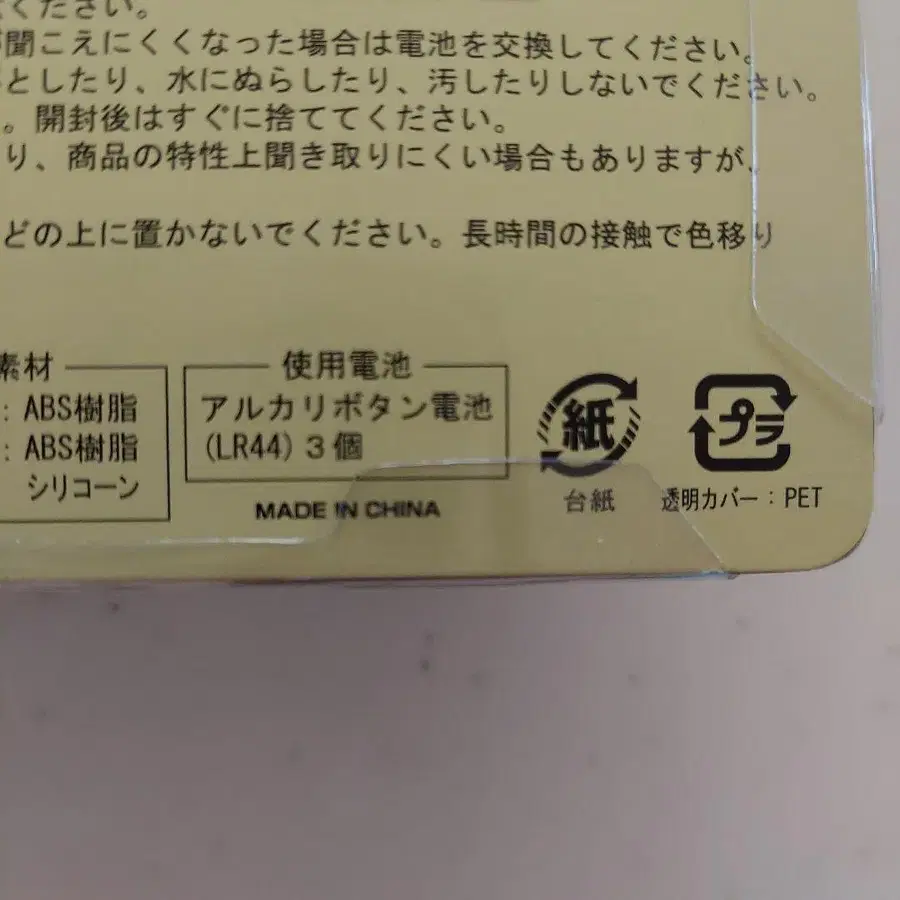 ください。
聞こえにくくなった場合は電池を交換してください。
としたり、水にぬらしたり、汚したりしないでください。
。開封後はすぐに捨ててください。
り、商品の特性上聞き取りにくい場合もありますが、
どの上に置かないでください。長時間の接触で色移り
素材
: ABS樹脂
: ABS樹脂
シリコーン
使用電池
アルカリボタン電池
(LR44) 3個
MADE IN CHINA
紙
台紙
プラ
透明カバー：PET